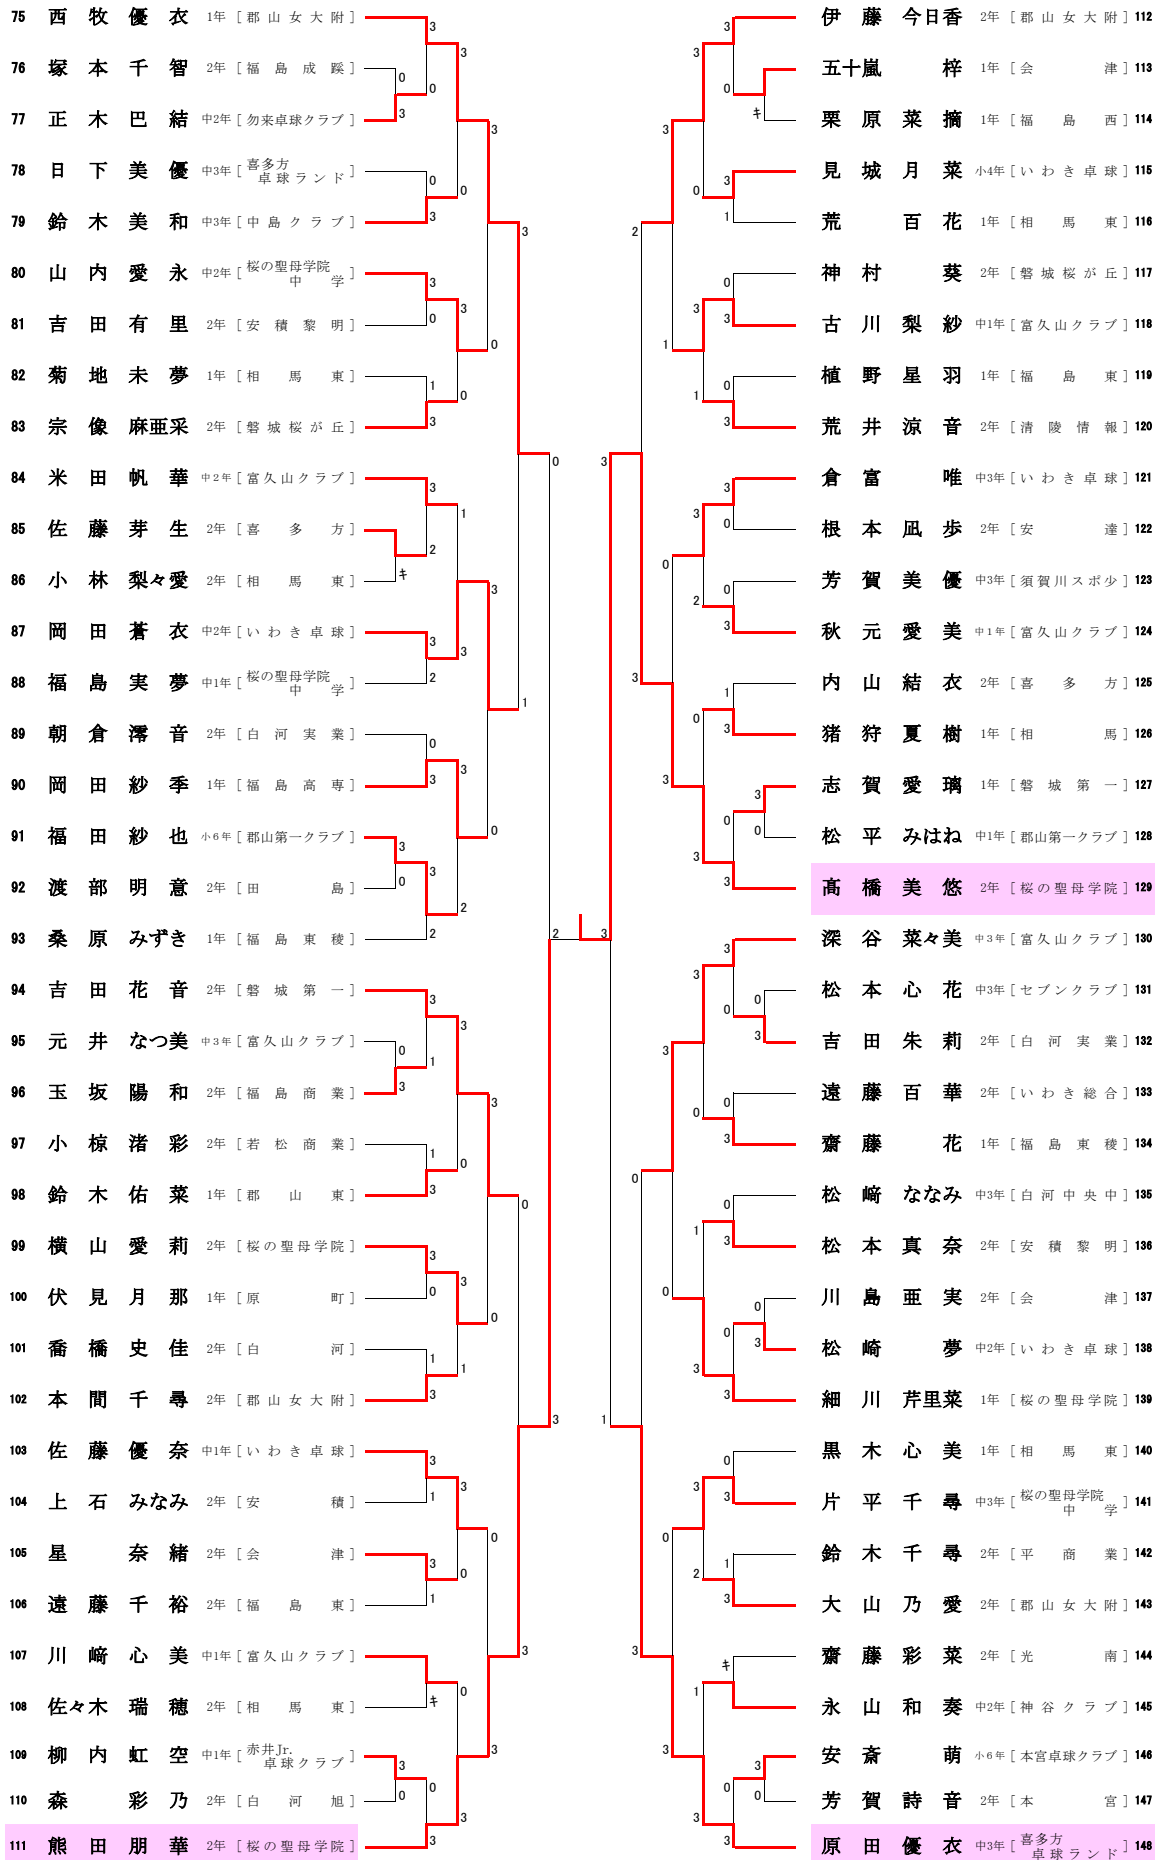 75 西牧優衣 1年 [郡山女大附]
76 塚本千智 2年 [福島成蹊]
77 正木巴結 中2年 [勿来卓球クラブ]
78 日下美優 中3年 [喜多方卓球ランド]
79 鈴木美和 中3年 [中島クラブ]
80 山内愛永 中2年 [桜の聖母学院中学]
81 吉田有里 2年 [安積黎明]
82 菊地未夢 1年 [相馬東]
83 宗像麻亜采 2年 [磐城桜が丘]
84 米田帆華 中2年 [富久山クラブ]
85 佐藤芽生 2年 [喜多方]
86 小林梨々愛 2年 [相馬東]
87 岡田蒼衣 中2年 [いわき卓球]
88 福島実夢 中1年 [桜の聖母学院中学]
89 朝倉澪音 2年 [白河実業]
90 岡田紗季 1年 [福島高専]
91 福田紗也 小6年 [郡山第一クラブ]
92 渡部明意 2年 [田島]
93 桑原みずき 1年 [福島東稜]
94 吉田花音 2年 [磐城第一]
95 元井なつ美 中3年 [富久山クラブ]
96 玉坂陽和 2年 [福島商業]
97 小椋渚彩 2年 [若松商業]
98 鈴木佑菜 1年 [郡山東]
99 横山愛莉 2年 [桜の聖母学院]
100 伏見月那 1年 [原町]
101 喬橋史佳 2年 [白河]
102 本間千尋 2年 [郡山女大附]
103 佐藤優奈 中1年 [いわき卓球]
104 上石みなみ 2年 [安積]
105 星奈緒 2年 [会津]
106 遠藤千裕 2年 [福島東]
107 川﨑心美 中1年 [富久山クラブ]
108 佐々木瑞穂 2年 [相馬東]
109 柳内虹空 中1年 [赤井Jr.卓球クラブ]
110 森彩乃 2年 [白河旭]
111 熊田朋華 2年 [桜の聖母学院]
伊藤今日香 2年 [郡山女大附] 112
五十嵐梓 1年 [会津] 113
栗原菜摘 1年 [福島西] 114
見城月菜 小4年 [いわき卓球] 115
荒百花 1年 [相馬東] 116
神村葵 2年 [磐城桜が丘] 117
古川梨紗 中1年 [富久山クラブ] 118
植野星羽 1年 [福島東] 119
荒井涼音 2年 [清陵情報] 120
倉富唯 中3年 [いわき卓球] 121
根本凪歩 2年 [安達] 122
芳賀美優 中3年 [須賀川スポ少] 123
秋元愛美 中1年 [富久山クラブ] 124
内山結衣 2年 [喜多方] 125
猪狩夏樹 1年 [相馬] 126
志賀愛璃 1年 [磐城第一] 127
松平みはね 中1年 [郡山第一クラブ] 128
髙橋美悠 2年 [桜の聖母学院] 129
深谷菜々美 中3年 [富久山クラブ] 130
松本心花 中3年 [セブンクラブ] 131
吉田朱莉 2年 [白河実業] 132
遠藤百華 2年 [いわき総合] 133
齋藤花 1年 [福島東稜] 134
松﨑ななみ 中3年 [白河中央中] 135
松本真奈 2年 [安積黎明] 136
川島亜実 2年 [会津] 137
松崎夢 中2年 [いわき卓球] 138
細川芹里菜 1年 [桜の聖母学院] 139
黒木心美 1年 [相馬東] 140
片平千尋 中3年 [桜の聖母学院中学] 141
鈴木千尋 2年 [平商業] 142
大山乃愛 2年 [郡山女大附] 143
齋藤彩菜 2年 [光南] 144
永山和奏 中2年 [神谷クラブ] 145
安斎萌 小6年 [本宮卓球クラブ] 146
芳賀詩音 2年 [本宮] 147
原田優衣 中3年 [喜多方卓球ランド] 148